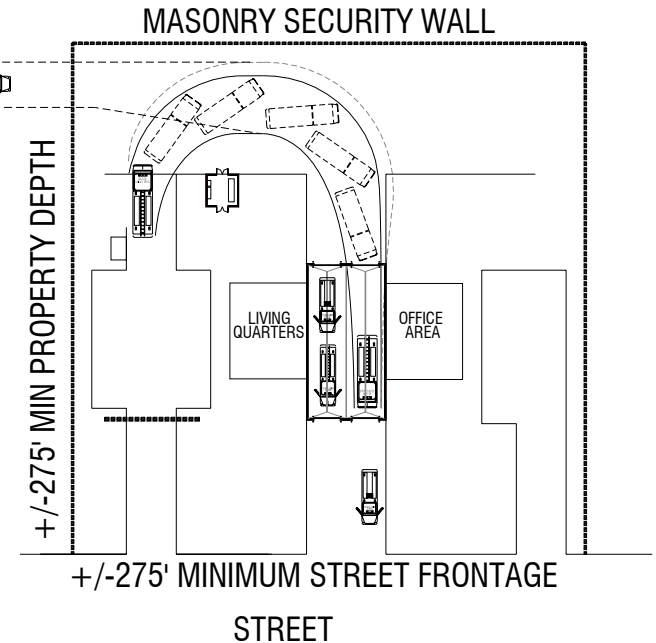 MASONRY SECURITY WALL
+/-275' MIN PROPERTY DEPTH
LIVING
QUARTERS
OFFICE
AREA
+/-275' MINIMUM STREET FRONTAGE
STREET